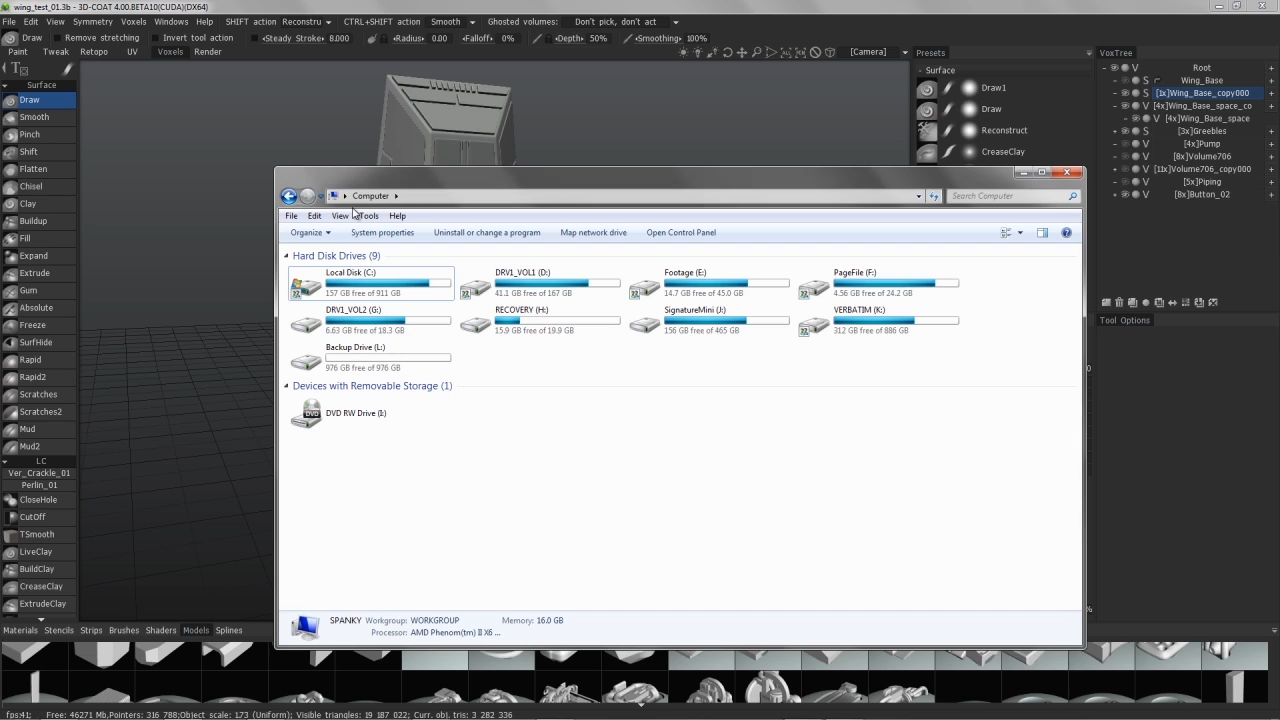 wing_test_01.3b - 3D-COAT 4.00.BETA10(CUDA)(DX64)
File Edit View Symmetry Voxels Windows Help SHIFT action Reconstru CTRL+SHIFT action Smooth Ghosted volumes: Don't pick, don't act
Draw Remove stretching Invert tool action Steady Stroke: 8.000 Radius: 0.00 Falloff: 0% Depth: 50% Smoothing: 100%
Paint Tweak Retopo UV Voxels Render [Camera] Presets VoxTree
Surface
Draw
Smooth
Pinch
Shift
Flatten
Chisel
Clay
Buildup
Fill
Expand
Extrude
Gum
Absolute
Freeze
SurfHide
Rapid
Rapid2
Scratches
Scratches2
Mud
Mud2
LC
Ver_Crackle_01
Perlin_01
CloseHole
CutOff
TSmooth
LiveClay
BuildClay
CreaseClay
ExtrudeClay
Surface
Draw1
Draw
Reconstruct
CreaseClay
V Root +
S Wing_Base +
S [1x]Wing_Base_copy000 +
V [4x]Wing_Base_space_co
V [4x]Wing_Base_space
S [3x]Greebles +
V [4x]Pump +
V [8x]Volume706 +
V [11x]Volume706_copy000 +
V [5x]Piping +
V [8x]Button_02 +
Tool Options
Computer
Search Computer
File Edit View Tools Help
Organize System properties Uninstall or change a program Map network drive Open Control Panel
Hard Disk Drives (9)
Local Disk (C:)
157 GB free of 911 GB
DRV1_VOL1 (D:)
41.1 GB free of 167 GB
Footage (E:)
14.7 GB free of 45.0 GB
PageFile (F:)
4.56 GB free of 24.2 GB
DRV1_VOL2 (G:)
6.63 GB free of 18.3 GB
RECOVERY (H:)
15.9 GB free of 19.9 GB
SignatureMini (J:)
156 GB free of 465 GB
VERBATIM (K:)
312 GB free of 886 GB
Backup Drive (L:)
976 GB free of 976 GB
Devices with Removable Storage (1)
DVD RW Drive (I:)
SPANKY Workgroup: WORKGROUP Memory: 16.0 GB
Processor: AMD Phenom(tm) II X6 ...
Materials Stencils Strips Brushes Shaders Models Splines
fps:41; Free: 46271 Mb,Pointers: 316 788;Object scale: 173 (Uniform); Visible triangles: 19 187 022; Curr. obj. tris: 3 282 336